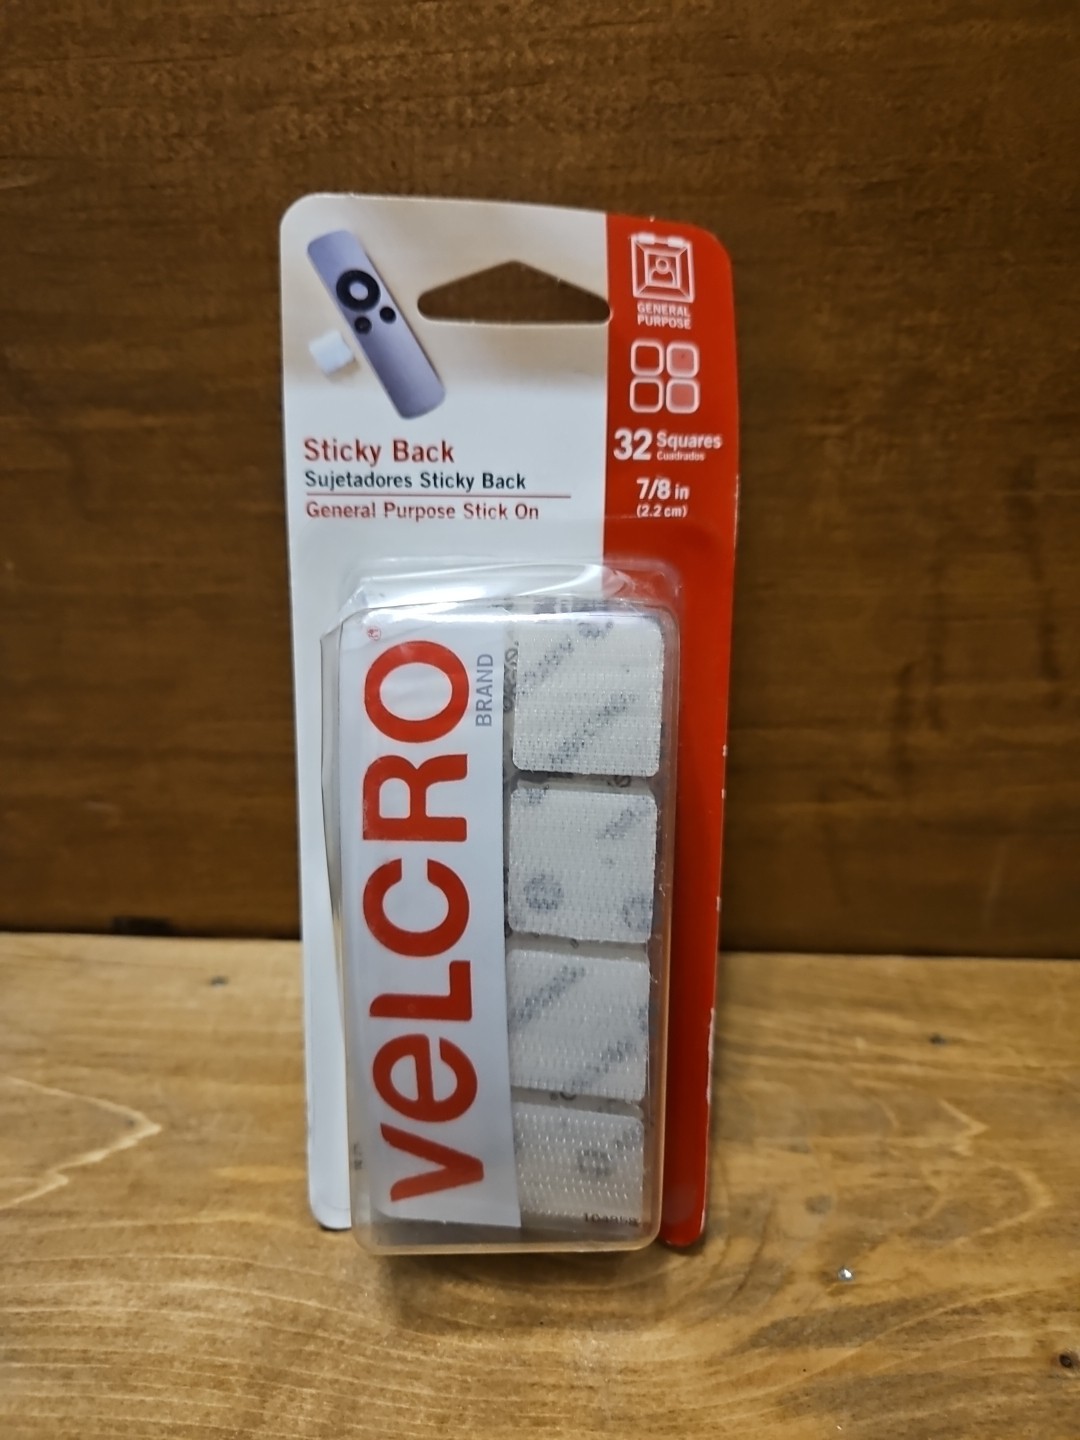 GENERAL
PURPOSE
32 Squares
Cuadrados
7/8 in
(2.2 cm)
Sticky Back
Sujetadores Sticky Back
General Purpose Stick On
VELCRO®
BRAND